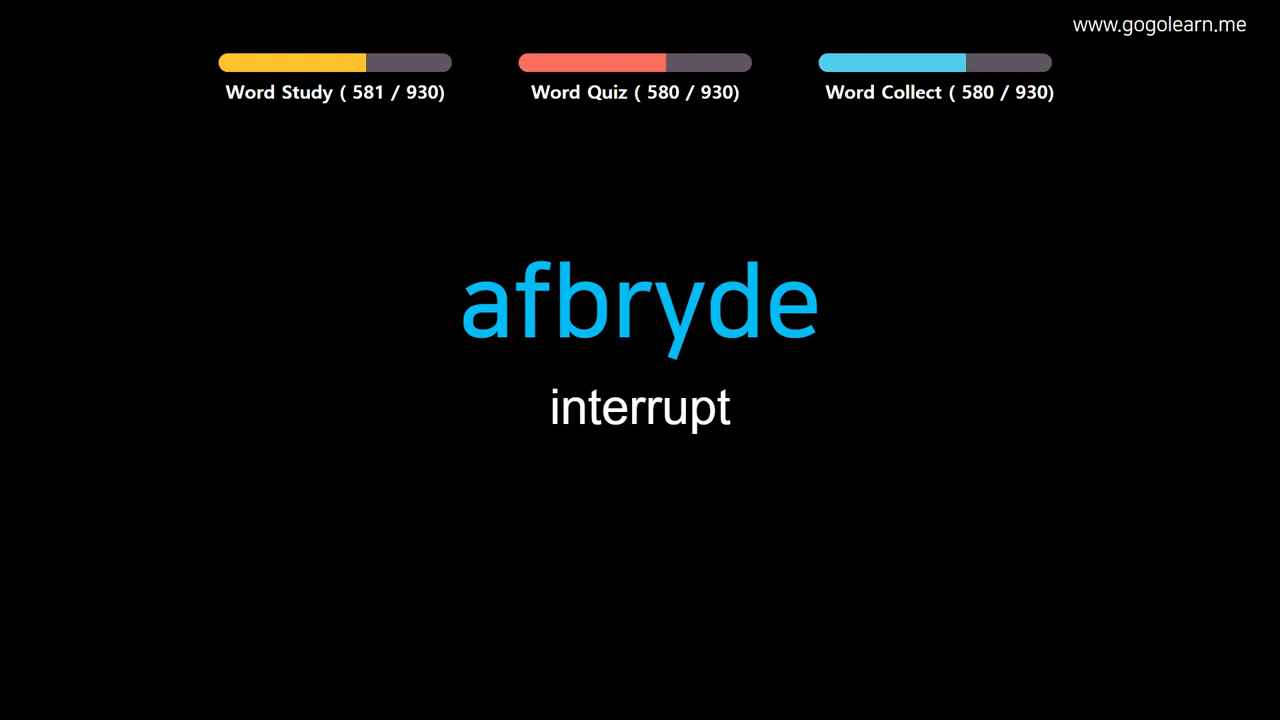 www.gogolearn.me
Word Study ( 581 / 930)
Word Quiz ( 580 / 930)
Word Collect ( 580 / 930)
afbryde
interrupt